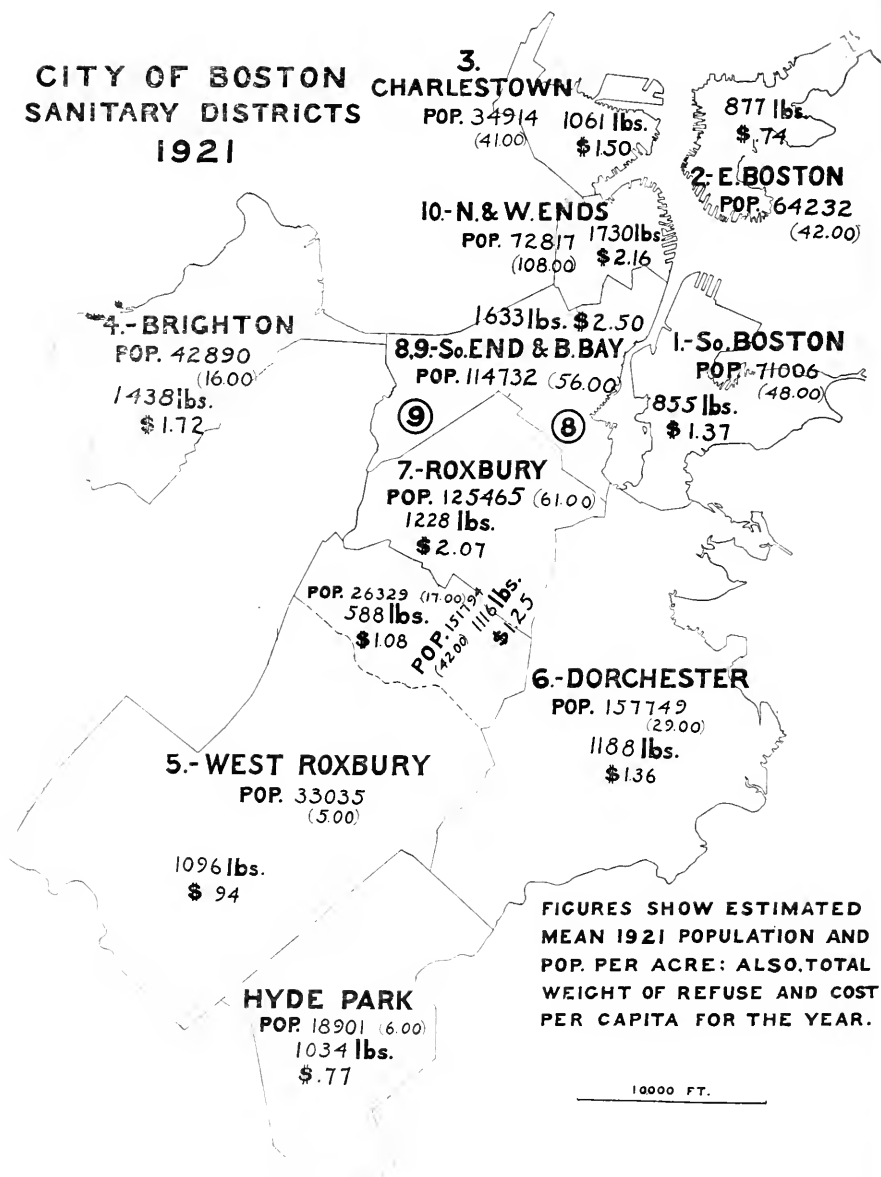 CITY OF BOSTON
SANITARY DISTRICTS
1921
3.
CHARLESTOWN
POP. 34914
(41.00)
1061 lbs.
$1.50
877 lbs.
$.74
2-E. BOSTON
POP. 64232
(42.00)
10.-N. & W. ENDS
POP. 72817
(108.00)
1730 lbs.
$2.16
4.-BRIGHTON
POP. 42890
(16.00)
1438 lbs.
$1.72
1633 lbs. $2.50
8,9.-So. END & B. BAY
POP. 114732 (56.00)
9
8
1.-So. BOSTON
POP. 71006
(48.00)
855 lbs.
$1.37
7.-ROXBURY
POP. 125465 (61.00)
1228 lbs.
$2.07
POP. 26329 (17.00)
588 lbs.
$1.08
POP. 151794
(42.00)
1116 lbs.
$1.25
6.-DORCHESTER
POP. 157749
(29.00)
1188 lbs.
$1.36
5.-WEST ROXBURY
POP. 33035
(5.00)
1096 lbs.
$ 94
HYDE PARK
POP. 18901 (6.00)
1034 lbs.
$.77
FIGURES SHOW ESTIMATED
MEAN 1921 POPULATION AND
POP. PER ACRE: ALSO, TOTAL
WEIGHT OF REFUSE AND COST
PER CAPITA FOR THE YEAR.
10000 FT.